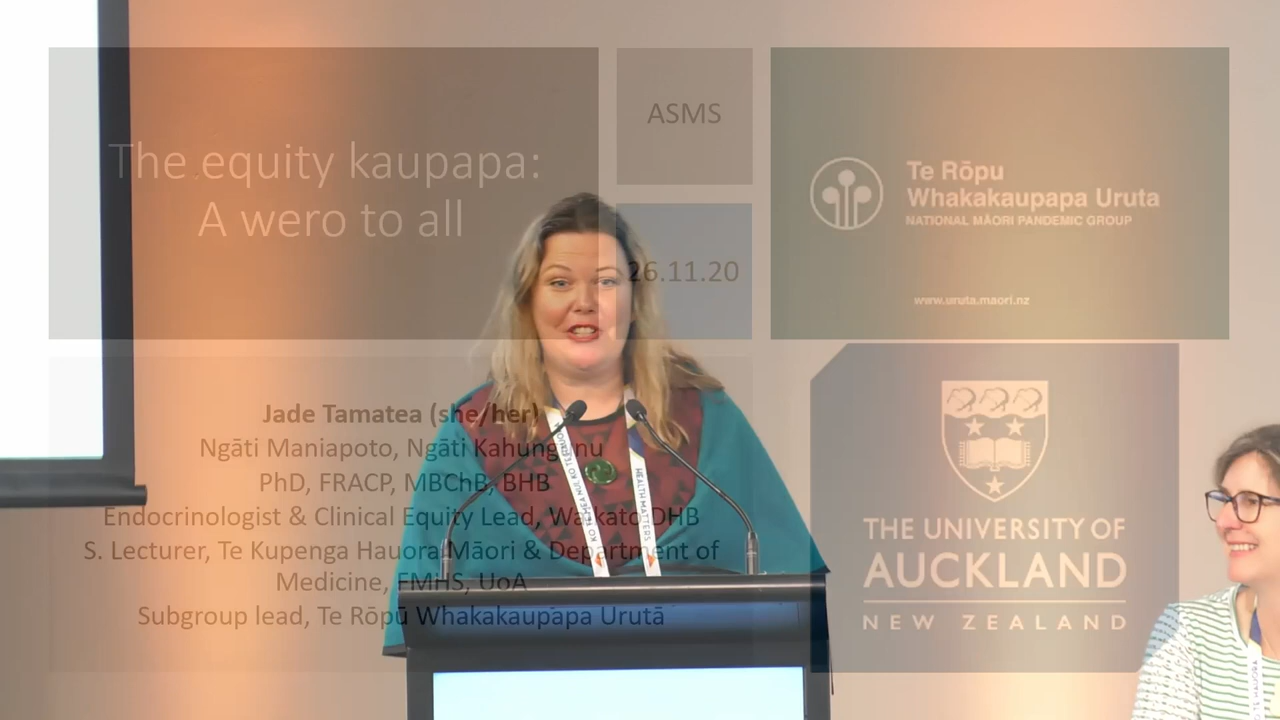 The equity kaupapa:
A wero to all
ASMS
26.11.20
Te Rōpu
Whakakaupapa Uruta
NATIONAL MĀORI PANDEMIC GROUP
www.uruta.maori.nz
Jade Tamatea (she/her)
Ngāti Maniapoto, Ngāti Kahungunu
PhD, FRACP, MBChB, BHB
Endocrinologist & Clinical Equity Lead, Waikato DHB
S. Lecturer, Te Kupenga Hauora Māori & Department of
Medicine, FMHS, UoA
Subgroup lead, Te Rōpū Whakakaupapa Urutā
THE UNIVERSITY OF
AUCKLAND
NEW ZEALAND
HEALTH MATTERS